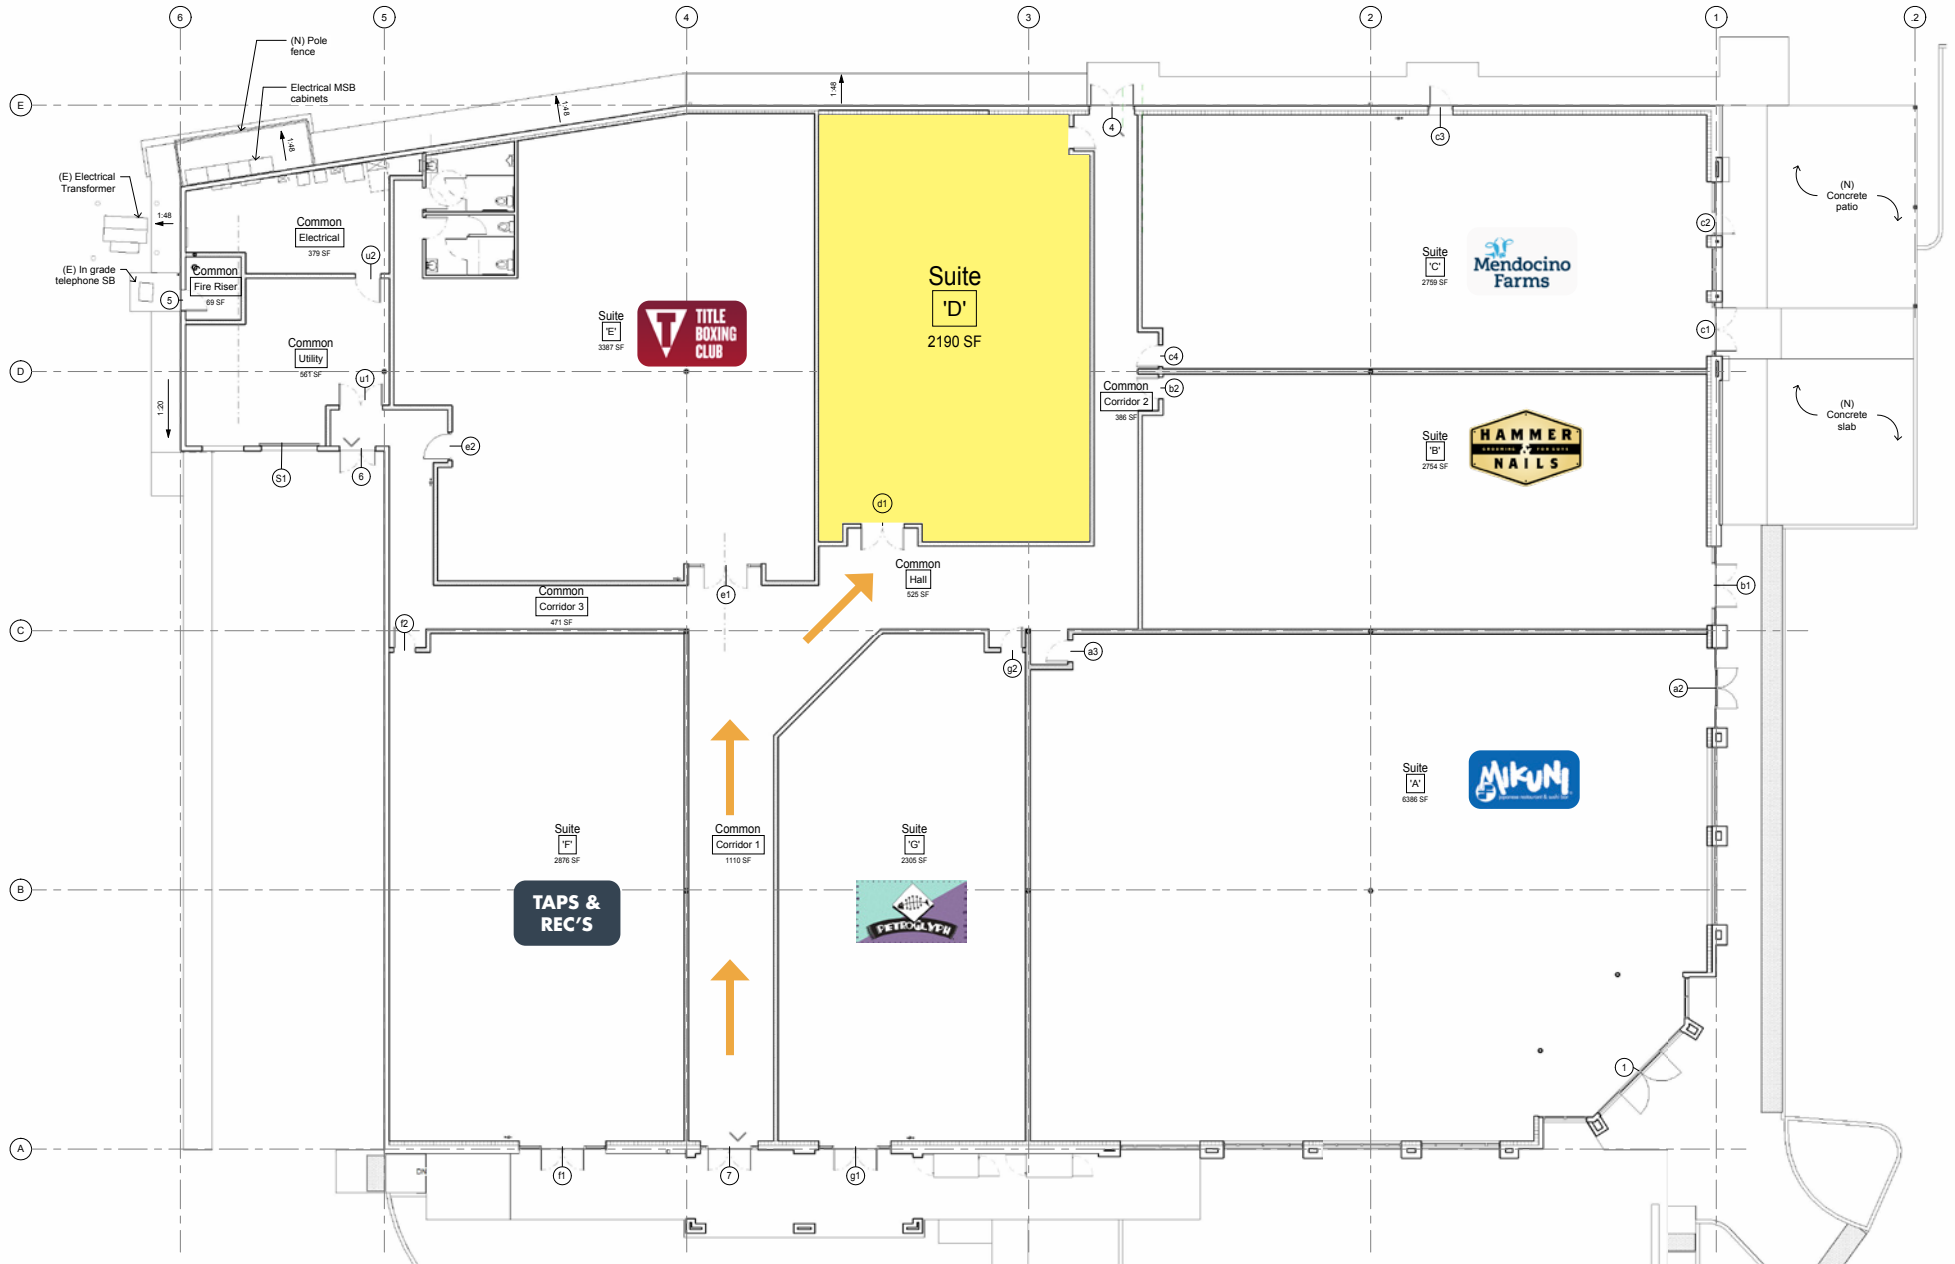 6
5
4
3
2
1
.2
(N) Pole
fence
Electrical MSB
cabinets
1:48
1:48
1:48
E
4
c3
(E) Electrical
Transformer
1:48
(N)
Concrete
patio
Common
Electrical
379 SF
c2
u2
Suite
'C'
2759 SF
Mendocino
Farms
(E) In grade
telephone SB
Common
Fire Riser
69 SF
5
Suite
'D'
2190 SF
Suite
'E'
3387 SF
TITLE
BOXING
CLUB
c1
Common
Utility
561 SF
c4
D
u1
b2
Common
Corridor 2
386 SF
1:20
(N)
Concrete
slab
Suite
'B'
2754 SF
HAMMER
&
NAILS
e2
S1
6
d1
Common
Hall
525 SF
e1
b1
Common
Corridor 3
471 SF
f2
C
g2
a3
a2
Suite
'A'
6386 SF
MIKUNI
Suite
'F'
2876 SF
Common
Corridor 1
1110 SF
Suite
'G'
2305 SF
B
TAPS &
REC'S
PETROGLYPH
1
A
DN
f1
7
g1